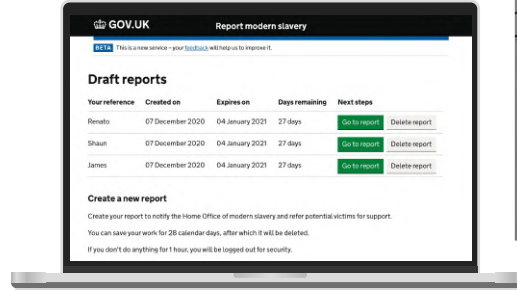 GOV.UK Report modern slavery
BETA This is a new service – your feedback will help us to improve it.
Draft reports
Your reference Created on Expires on Days remaining Next steps
Renato 07 December 2020 04 January 2021 27 days Go to report Delete report
Shaun 07 December 2020 04 January 2021 27 days Go to report Delete report
James 07 December 2020 04 January 2021 27 days Go to report Delete report
Create a new report
Create your report to notify the Home Office of modern slavery and refer potential victims for support.
You can save your work for 28 calendar days, after which it will be deleted.
If you don't do anything for 1 hour, you will be logged out for security.